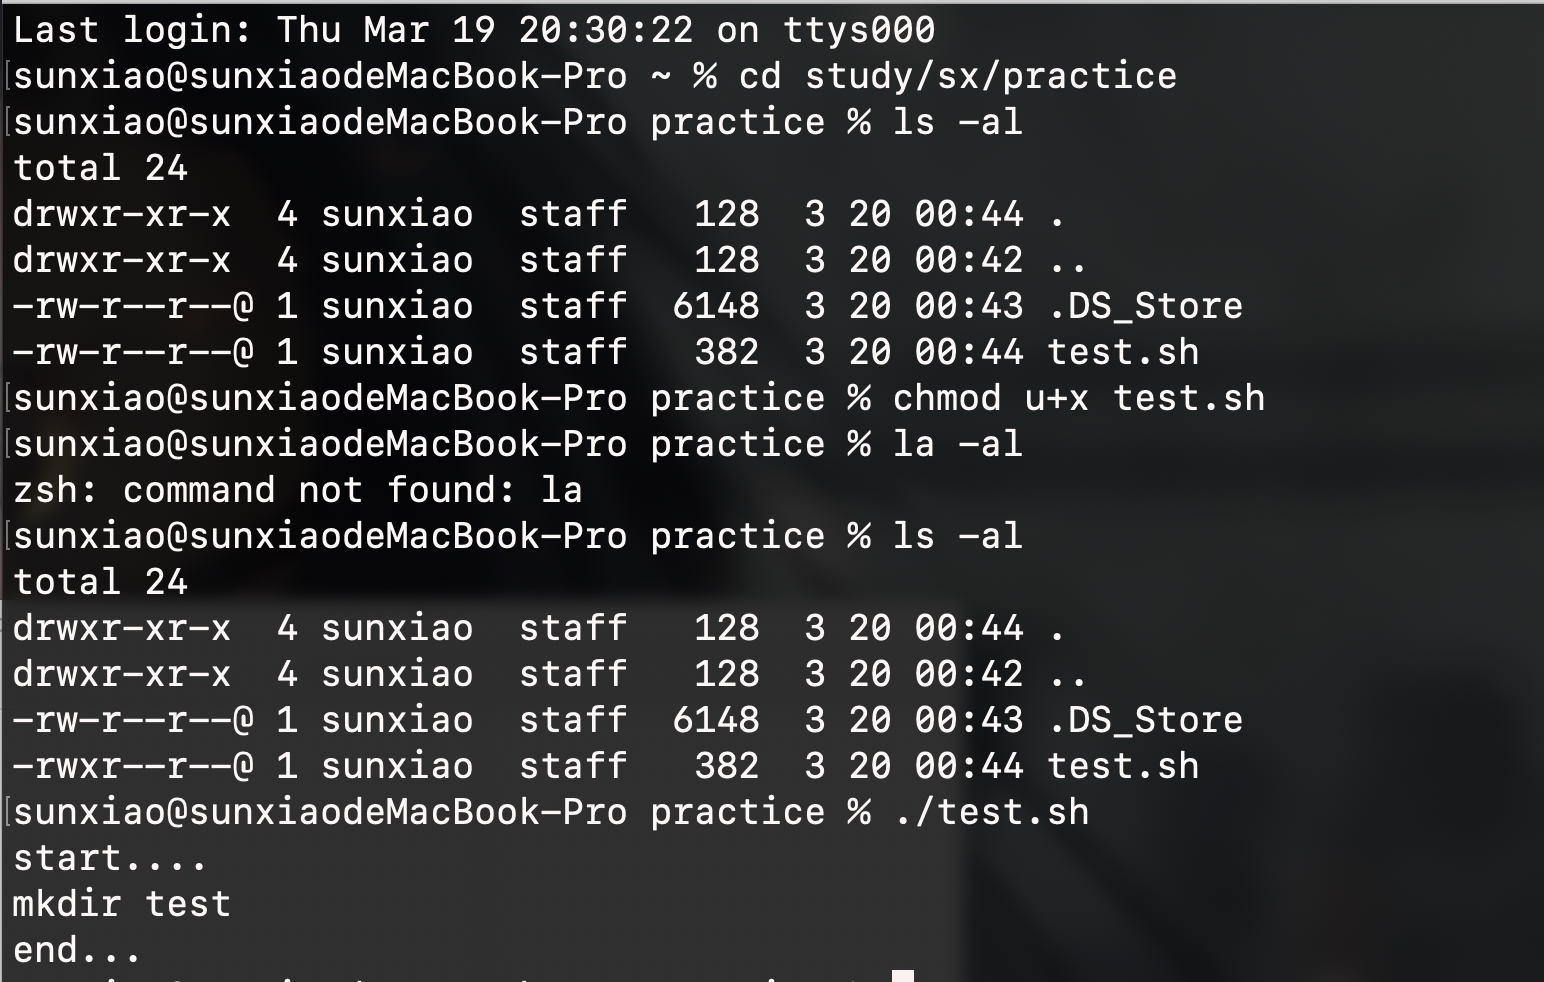 Last login: Thu Mar 19 20:30:22 on ttys000
[sunxiao@sunxiaodeMacBook-Pro ~ % cd study/sx/practice
[sunxiao@sunxiaodeMacBook-Pro practice % ls -al
total 24
drwxr-xr-x  4 sunxiao  staff   128  3 20 00:44 .
drwxr-xr-x  4 sunxiao  staff   128  3 20 00:42 ..
-rw-r--r--@ 1 sunxiao  staff  6148  3 20 00:43 .DS_Store
-rw-r--r--@ 1 sunxiao  staff   382  3 20 00:44 test.sh
[sunxiao@sunxiaodeMacBook-Pro practice % chmod u+x test.sh
[sunxiao@sunxiaodeMacBook-Pro practice % la -al
zsh: command not found: la
[sunxiao@sunxiaodeMacBook-Pro practice % ls -al
total 24
drwxr-xr-x  4 sunxiao  staff   128  3 20 00:44 .
drwxr-xr-x  4 sunxiao  staff   128  3 20 00:42 ..
-rw-r--r--@ 1 sunxiao  staff  6148  3 20 00:43 .DS_Store
-rwxr--r--@ 1 sunxiao  staff   382  3 20 00:44 test.sh
[sunxiao@sunxiaodeMacBook-Pro practice % ./test.sh
start....
mkdir test
end...